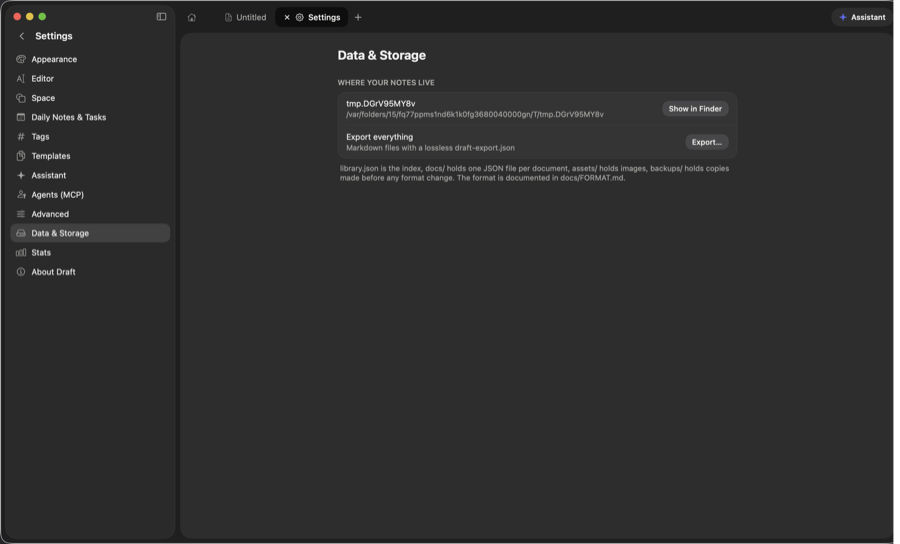 Settings
Appearance
Editor
Space
Daily Notes & Tasks
Tags
Templates
Assistant
Agents (MCP)
Advanced
Data & Storage
Stats
About Draft
Untitled
Settings
Assistant
Data & Storage
WHERE YOUR NOTES LIVE
tmp.DGrV95MY8v
/var/folders/15/fq77ppms1nd6k1k0fg3680040000gn/T/tmp.DGrV95MY8v
Show in Finder
Export everything
Markdown files with a lossless draft-export.json
Export...
library.json is the index, docs/ holds one JSON file per document, assets/ holds images, backups/ holds copies
made before any format change. The format is documented in docs/FORMAT.md.